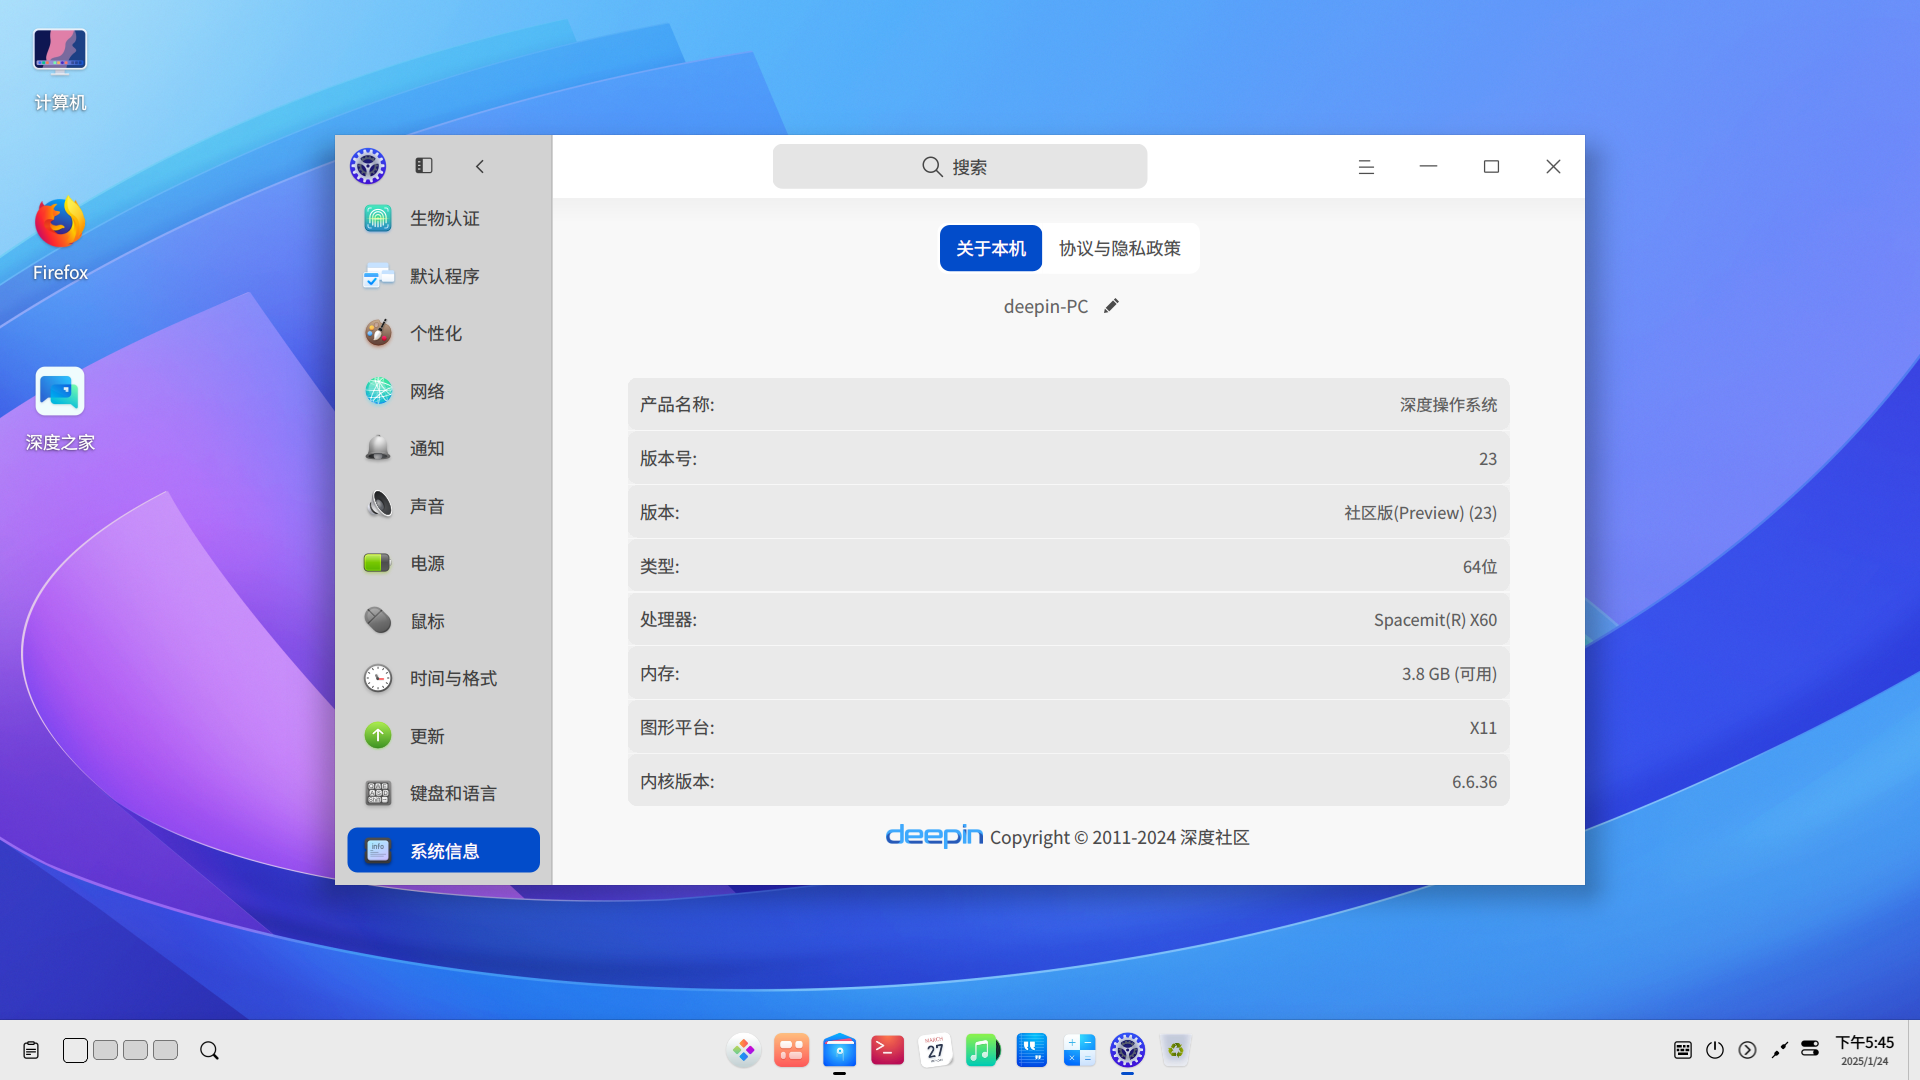 计算机
Firefox
深度之家
搜索
生物认证
默认程序
个性化
网络
通知
声音
电源
鼠标
时间与格式
更新
键盘和语言
info
系统信息
关于本机
协议与隐私政策
deepin-PC
产品名称: 深度操作系统
版本号: 23
版本: 社区版(Preview) (23)
类型: 64位
处理器: Spacemit(R) X60
内存: 3.8 GB (可用)
图形平台: X11
内核版本: 6.6.36
deepin Copyright © 2011-2024 深度社区
MARCH
27
下午5:45
2025/1/24